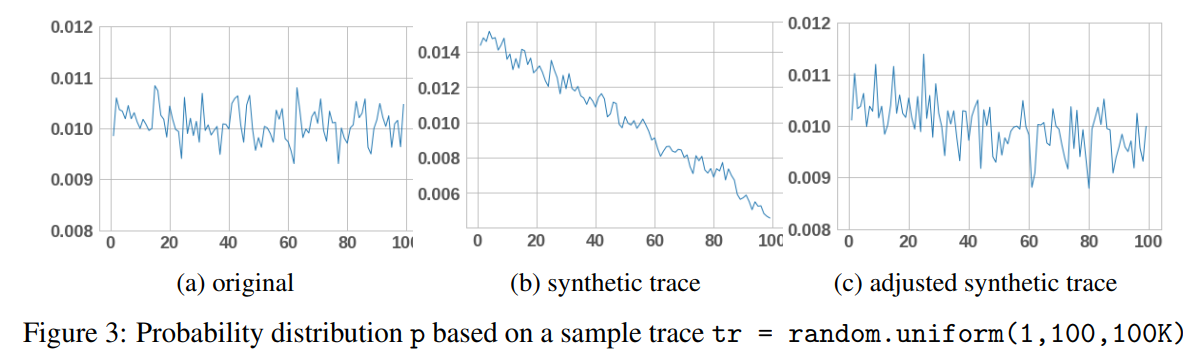 0.012
0.011
0.010
0.009
0.008
0 20 40 60 80 100
(a) original
0.014
0.012
0.010
0.008
0.006
0 20 40 60 80 100
(b) synthetic trace
0.012
0.011
0.010
0.009
0.008
0 20 40 60 80 100
(c) adjusted synthetic trace
Figure 3: Probability distribution p based on a sample trace tr = random.uniform(1,100,100K)